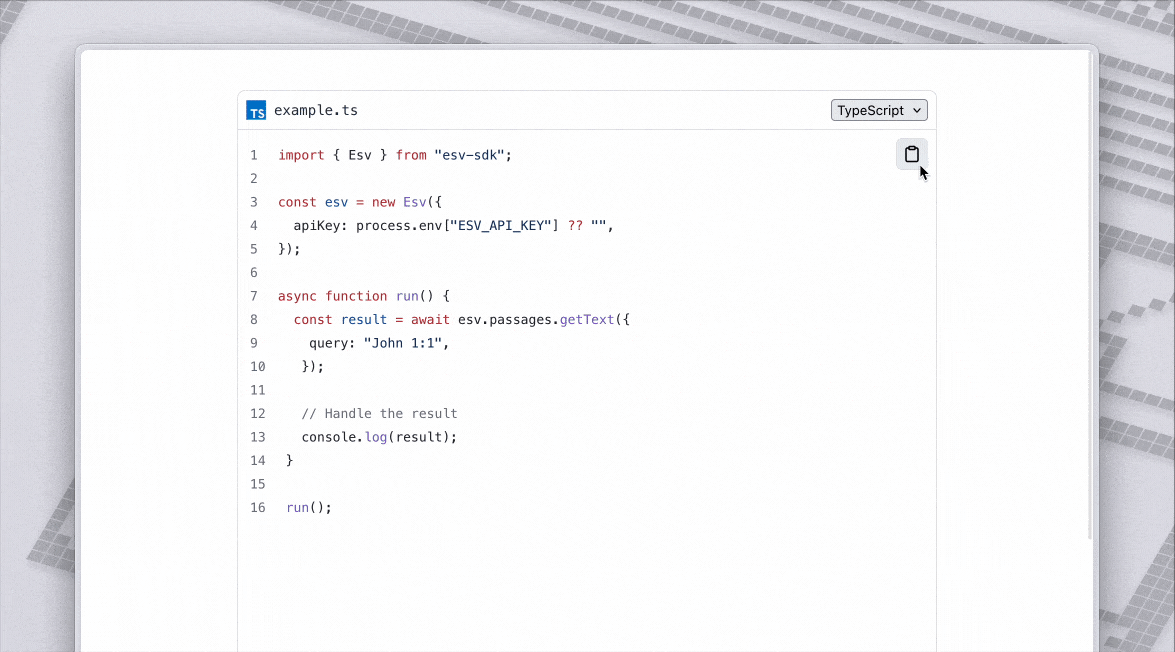 TS example.ts
TypeScript
1 import { Esv } from "esv-sdk";
2
3 const esv = new Esv({
4   apiKey: process.env["ESV_API_KEY"] ?? "",
5 });
6
7 async function run() {
8   const result = await esv.passages.getText({
9     query: "John 1:1",
10    });
11
12    // Handle the result
13    console.log(result);
14  }
15
16  run();